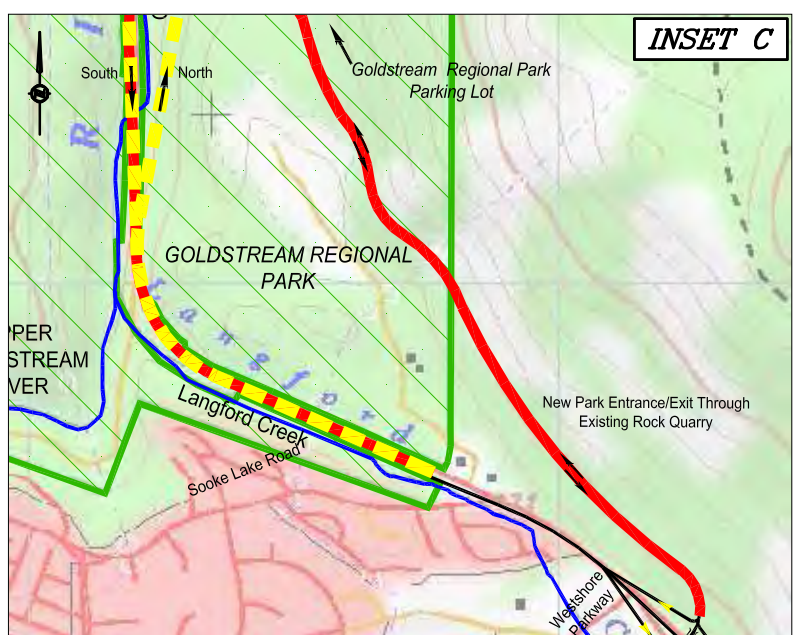 INSET C
South
North
Goldstream Regional Park
Parking Lot
N
GOLDSTREAM REGIONAL
PARK
Langford
PPER
STREAM
VER
Langford Creek
Sooke Lake Road
New Park Entrance/Exit Through
Existing Rock Quarry
Westshore
Parkway